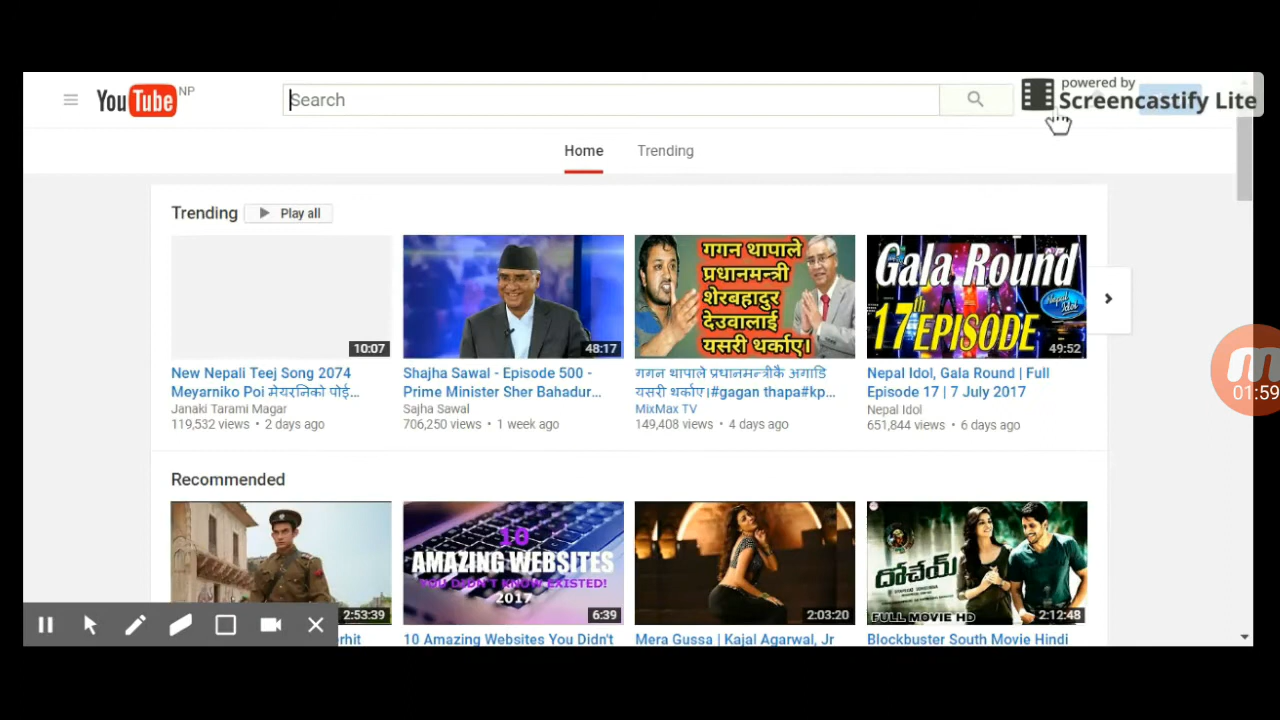 YouTube NP
Search
powered by
Screencastify Lite
Home
Trending
Trending
Play all
10:07
48:17
गगन थापाले
प्रधानमन्त्री
शेरबहादुर
देउवालाई
यसरी थर्काए।
Gala Round
17th EPISODE
Nepal Idol
49:52
New Nepali Teej Song 2074
Meyarniko Poi मेयरनिको पोई...
Janaki Tarami Magar
119,532 views • 2 days ago
Shajha Sawal - Episode 500 -
Prime Minister Sher Bahadur...
Sajha Sawal
706,250 views • 1 week ago
गगन थापाले प्रधानमन्त्रीकै अगाडि
यसरी थर्काए।#gagan thapa#kp...
MixMax TV
149,408 views • 4 days ago
Nepal Idol, Gala Round | Full
Episode 17 | 7 July 2017
Nepal Idol
651,844 views • 6 days ago
01:59
Recommended
2:53:39
10
AMAZING WEBSITES
YOU DIDN'T KNOW EXISTED!
2017
6:39
2:03:20
దోచేయ్
FULL MOVIE HD
2:12:48
rhit
10 Amazing Websites You Didn't
Mera Gussa | Kajal Agarwal, Jr
Blockbuster South Movie Hindi